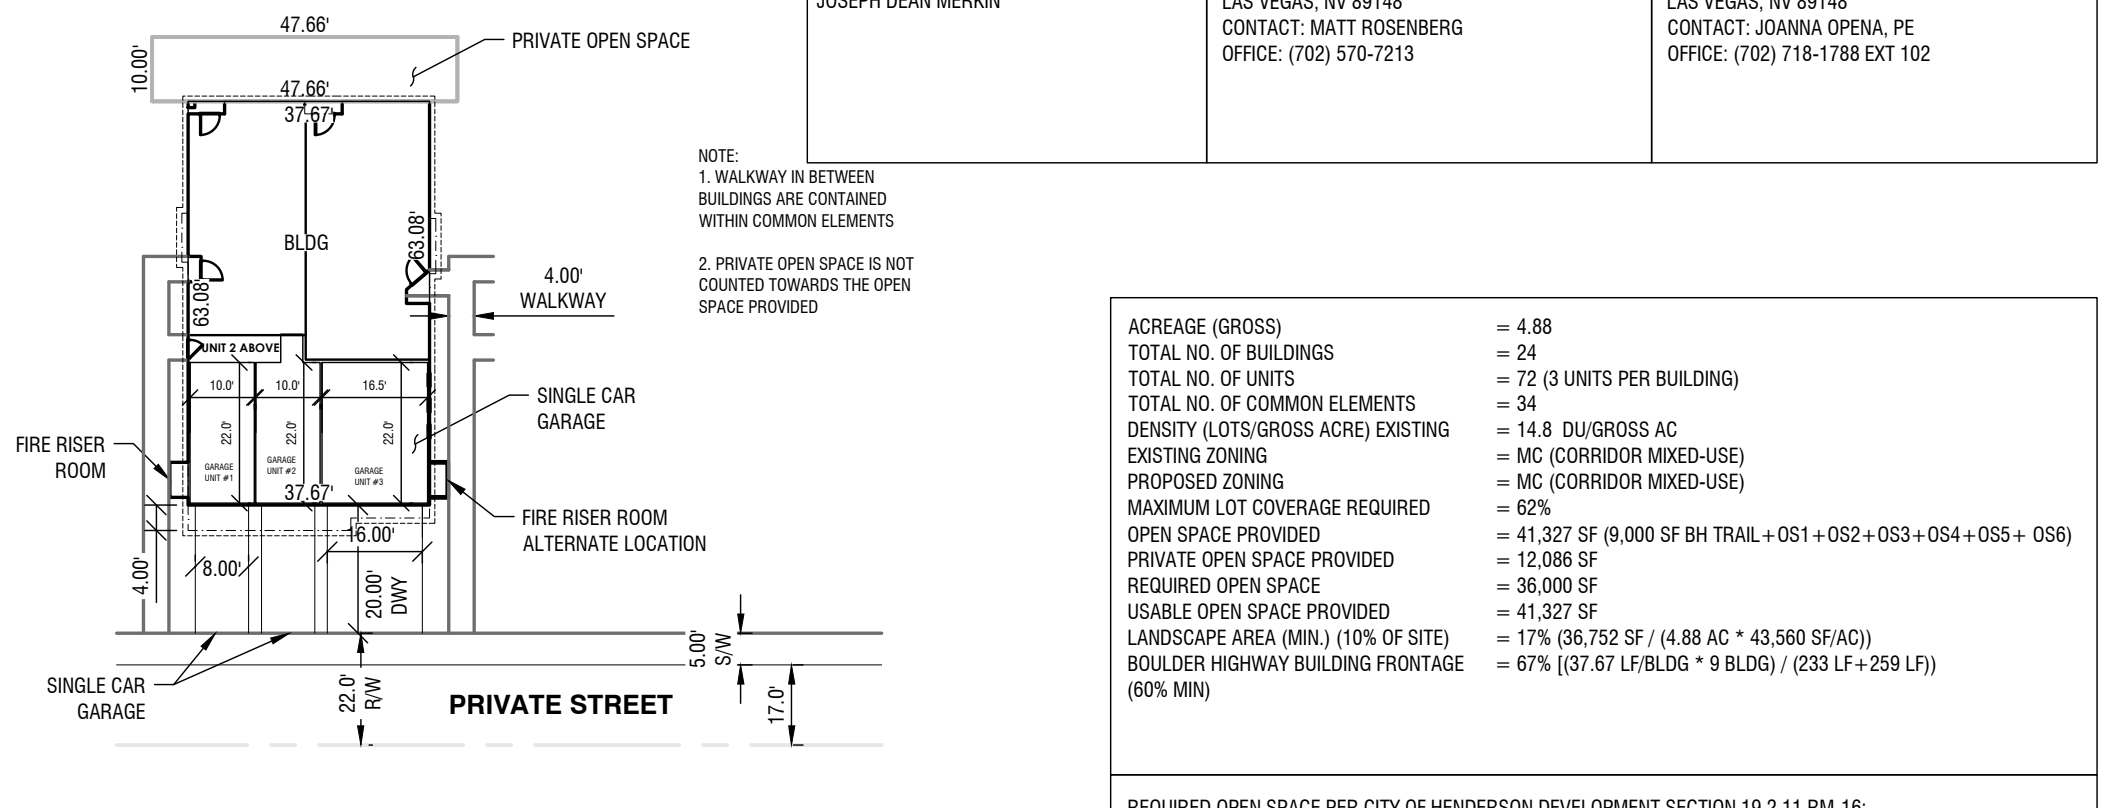 JOSEPH DEAN MERKIN
LAS VEGAS, NV 89148
CONTACT: MATT ROSENBERG
OFFICE: (702) 570-7213
LAS VEGAS, NV 89148
CONTACT: JOANNA OPENA, PE
OFFICE: (702) 718-1788 EXT 102
47.66'
10.00'
PRIVATE OPEN SPACE
47.66'
37.67'
NOTE:
1. WALKWAY IN BETWEEN
BUILDINGS ARE CONTAINED
WITHIN COMMON ELEMENTS
2. PRIVATE OPEN SPACE IS NOT
COUNTED TOWARDS THE OPEN
SPACE PROVIDED
BLDG
63.08'
63.08'
4.00'
WALKWAY
UNIT 2 ABOVE
10.0'
10.0'
16.5'
22.0'
22.0'
22.0'
SINGLE CAR
GARAGE
FIRE RISER
ROOM
GARAGE
UNIT #1
GARAGE
UNIT #2
GARAGE
UNIT #3
37.67'
FIRE RISER ROOM
ALTERNATE LOCATION
16.00'
4.00'
8.00'
20.00'
DWY
5.00'
S/W
SINGLE CAR
GARAGE
22.0'
R/W
PRIVATE STREET
17.0'
ACREAGE (GROSS) = 4.88
TOTAL NO. OF BUILDINGS = 24
TOTAL NO. OF UNITS = 72 (3 UNITS PER BUILDING)
TOTAL NO. OF COMMON ELEMENTS = 34
DENSITY (LOTS/GROSS ACRE) EXISTING = 14.8 DU/GROSS AC
EXISTING ZONING = MC (CORRIDOR MIXED-USE)
PROPOSED ZONING = MC (CORRIDOR MIXED-USE)
MAXIMUM LOT COVERAGE REQUIRED = 62%
OPEN SPACE PROVIDED = 41,327 SF (9,000 SF BH TRAIL+OS1+OS2+OS3+OS4+OS5+ OS6)
PRIVATE OPEN SPACE PROVIDED = 12,086 SF
REQUIRED OPEN SPACE = 36,000 SF
USABLE OPEN SPACE PROVIDED = 41,327 SF
LANDSCAPE AREA (MIN.) (10% OF SITE) = 17% (36,752 SF / (4.88 AC * 43,560 SF/AC))
BOULDER HIGHWAY BUILDING FRONTAGE = 67% [(37.67 LF/BLDG * 9 BLDG) / (233 LF+259 LF))
(60% MIN)
REQUIRED OPEN SPACE PER CITY OF HENDERSON DEVELOPMENT SECTION 19.2.11 RM-16: